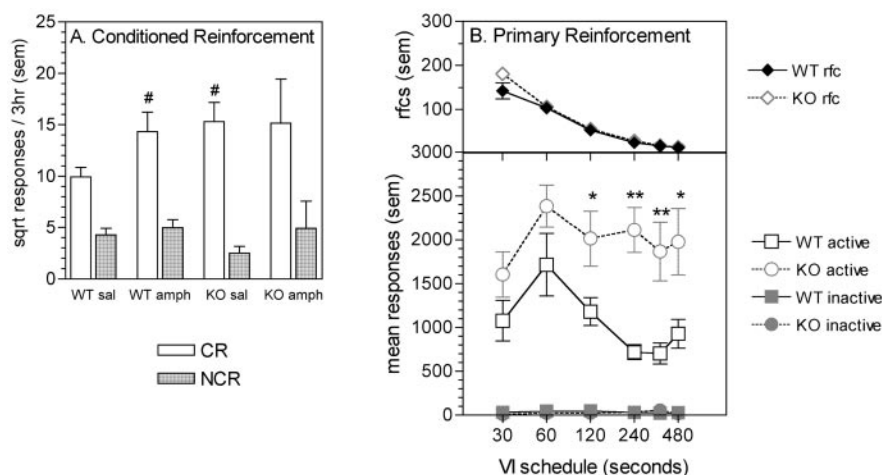 A. Conditioned Reinforcement
sqrt responses / 3hr (sem)
25
20
15
10
5
0
# #
WT sal WT amph KO sal KO amph
CR
NCR
B. Primary Reinforcement
rfcs (sem)
300
200
100
3000
WT rfc
KO rfc
mean responses (sem)
2500
2000
1500
1000
500
0
* ** ** *
WT active
KO active
WT inactive
KO inactive
30 60 120 240 480
VI schedule (seconds)